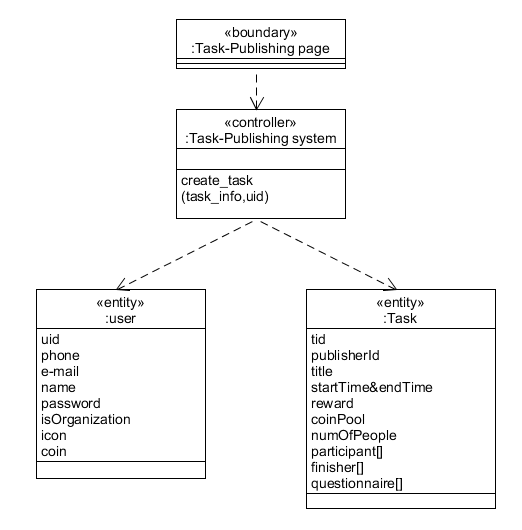 «boundary»
:Task-Publishing page
«controller»
:Task-Publishing system
create_task
(task_info,uid)
«entity»
:user
uid
phone
e-mail
name
password
isOrganization
icon
coin
«entity»
:Task
tid
publisherId
title
startTime&endTime
reward
coinPool
numOfPeople
participant[]
finisher[]
questionnaire[]